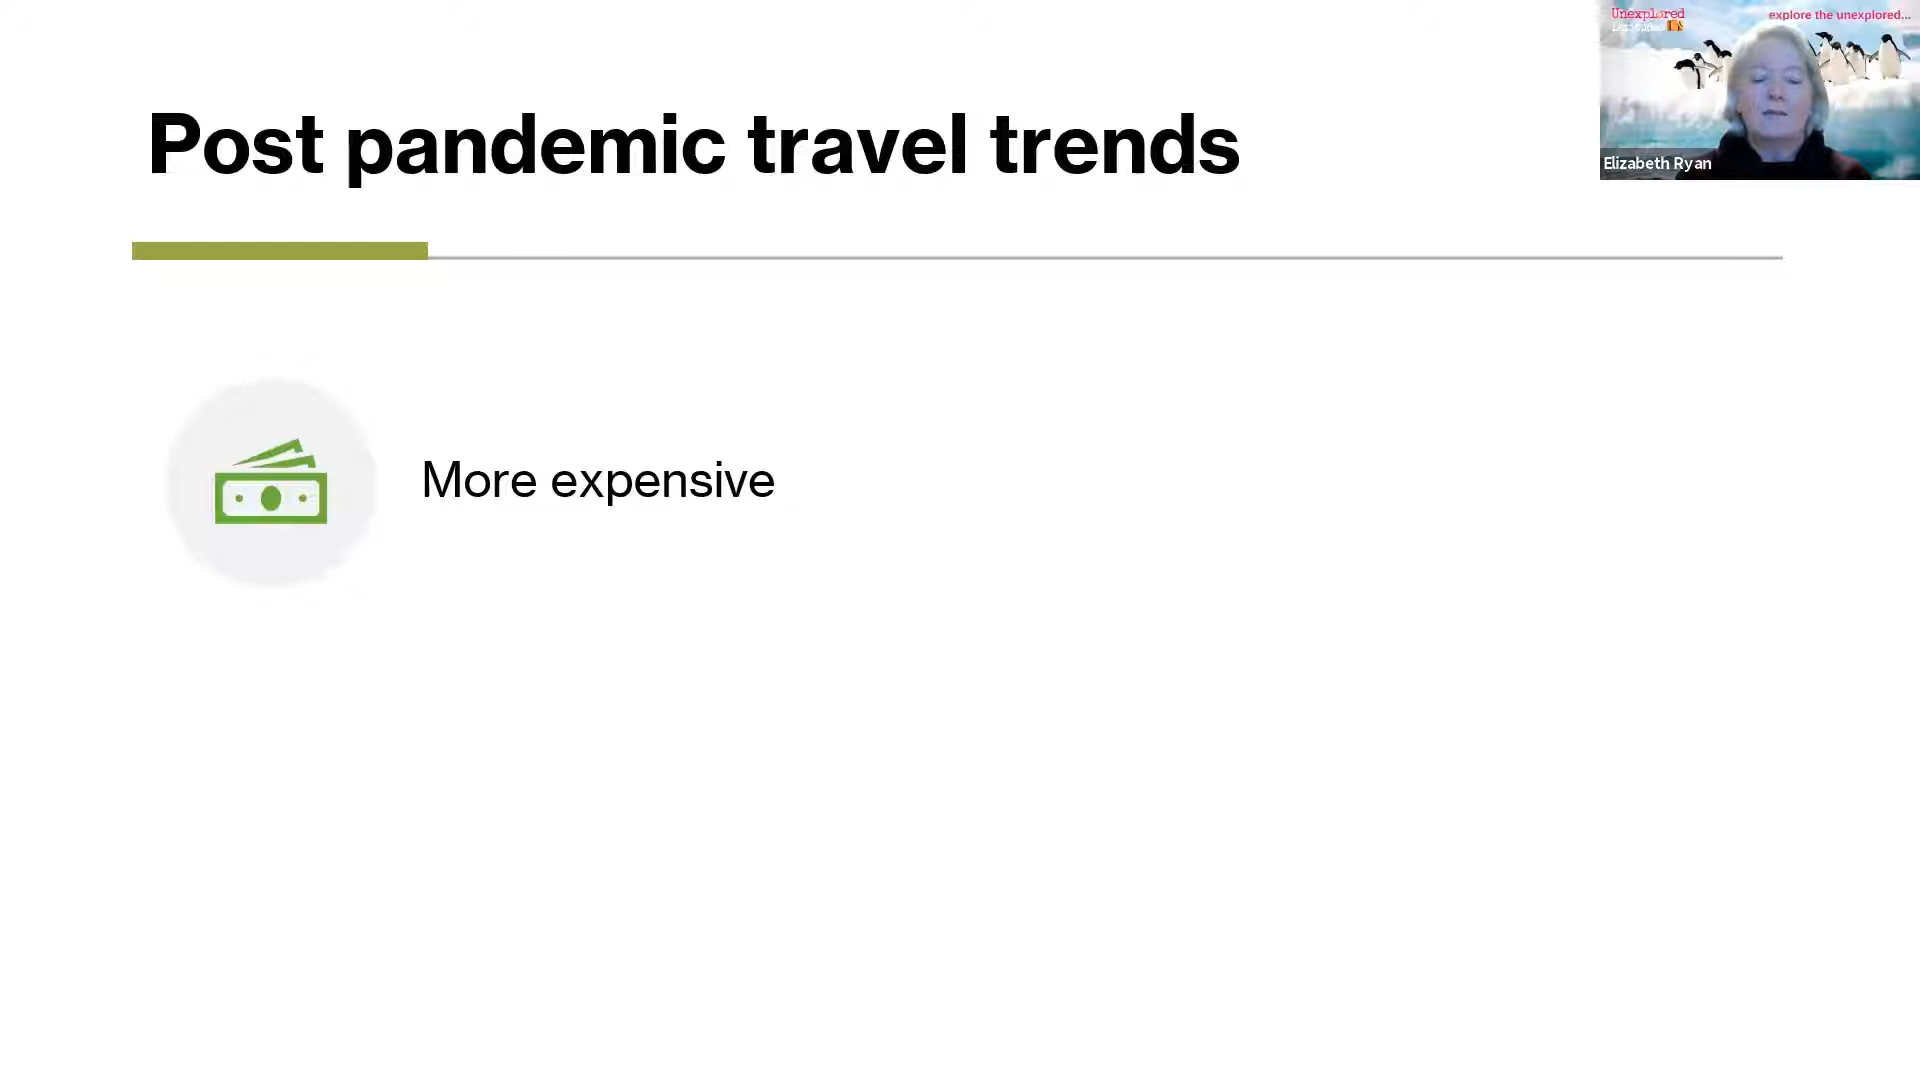 Unexplored
explore the unexplored...
Post pandemic travel trends
Elizabeth Ryan
More expensive